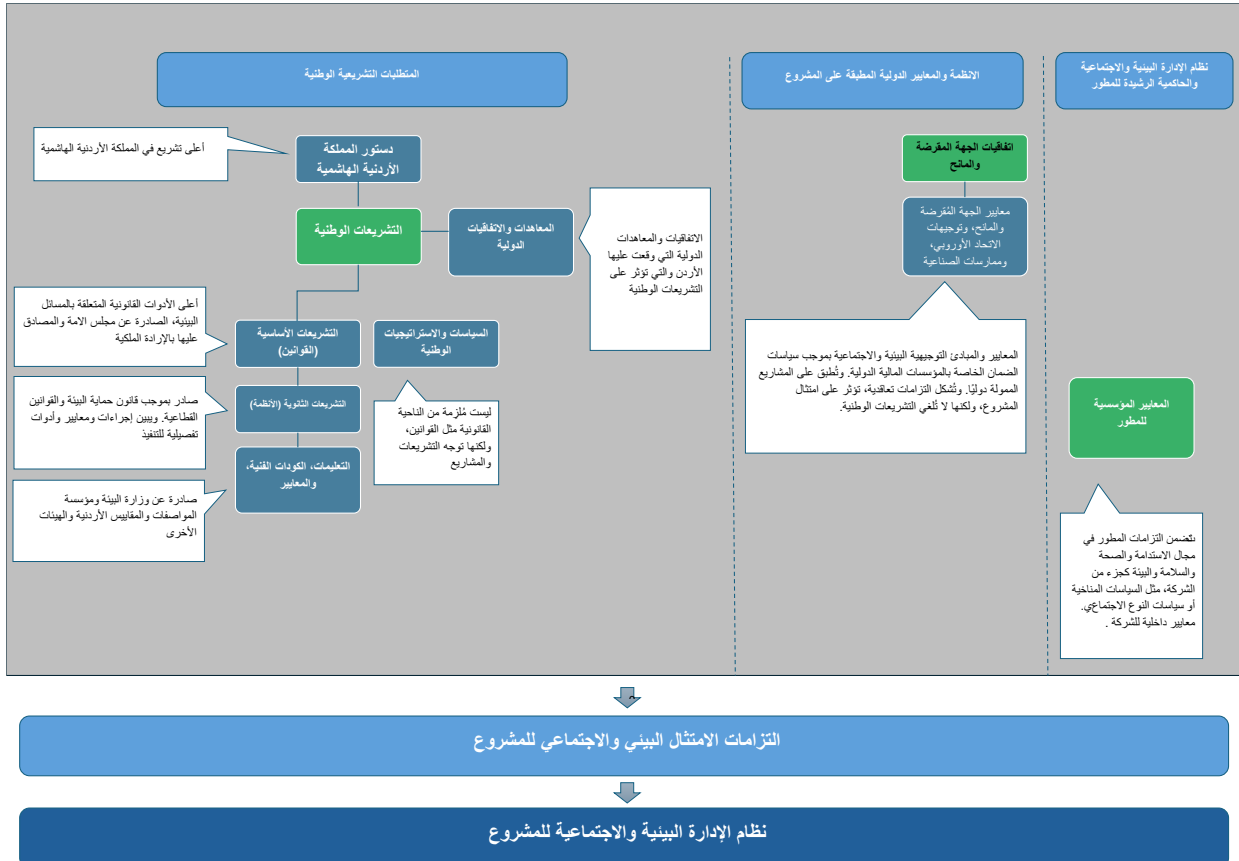 نظام الإدارة البيئية والاجتماعية
والحاكمية الرشيدة للمطور
الانظمة والمعايير الدولية المطبقة على المشروع
المتطلبات التشريعية الوطنية
المعايير المؤسسية
للمطور
تتضمن التزامات المطور في
مجال الاستدامة والصحة
والسلامة والبيئة كجزء من
الشركة، مثل السياسات المناخية
أو سياسات النوع الاجتماعي.
معايير داخلية للشركة .
اتفاقيات الجهة المقرضة
والمانح
معايير الجهة المُقرضة
والمانح، وتوجيهات
الاتحاد الأوروبي،
وممارسات الصناعية
المعايير والمبادئ التوجيهية البيئية والاجتماعية بموجب سياسات
الضمان الخاصة بالمؤسسات المالية الدولية. وتُطبق على المشاريع
الممولة دوليًا. وتُشكل التزامات تعاقدية، تؤثر على امتثال
المشروع، ولكنها لا تُلغي التشريعات الوطنية.
دستور المملكة
الأردنية الهاشمية
أعلى تشريع في المملكة الأردنية الهاشمية
التشريعات الوطنية
المعاهدات والاتفاقيات
الدولية
الاتفاقيات والمعاهدات
الدولية التي وقعت عليها
الأردن والتي تؤثر على
التشريعات الوطنية
السياسات والاستراتيجيات
الوطنية
ليست مُلزمة من الناحية
القانونية مثل القوانين،
ولكنها توجه التشريعات
والمشاريع
التشريعات الأساسية
(القوانين)
أعلى الأدوات القانونية المتعلقة بالمسائل
البيئية، الصادرة عن مجلس الامة والمصادق
عليها بالإرادة الملكية
التشريعات الثانوية (الأنظمة)
صادر بموجب قانون حماية البيئة والقوانين
القطاعية. ويبين إجراءات ومعايير وأدوات
تفصيلية للتنفيذ
التعليمات، الكودات الفنية،
والمعايير
صادرة عن وزارة البيئة ومؤسسة
المواصفات والمقاييس الأردنية والهيئات
الأخرى
التزامات الامتثال البيئي والاجتماعي للمشروع
نظام الإدارة البيئية والاجتماعية للمشروع